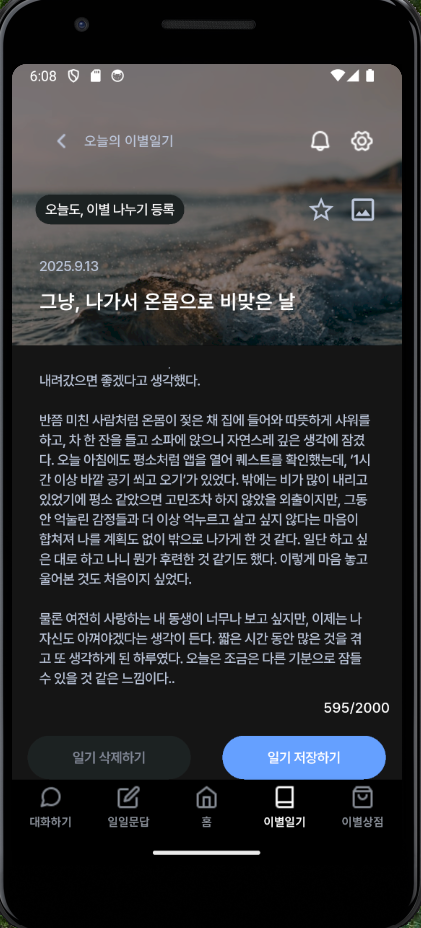 6:08
오늘의 이별일기
오늘도, 이별 나누기 등록
2025.9.13
그냥, 나가서 온몸으로 비맞은 날
내려갔으면 좋겠다고 생각했다.
반쯤 미친 사람처럼 온몸이 젖은 채 집에 들어와 따뜻하게 샤워를
하고, 차 한 잔을 들고 소파에 앉으니 자연스레 깊은 생각에 잠겼
다. 오늘 아침에도 평소처럼 앱을 열어 퀘스트를 확인했는데, '1시
간 이상 바깥 공기 쐬고 오기'가 있었다. 밖에는 비가 많이 내리고
있었기에 평소 같았으면 고민조차 하지 않았을 외출이지만, 그동
안 억눌린 감정들과 더 이상 억누르고 살고 싶지 않다는 마음이
합쳐져 나를 계획도 없이 밖으로 나가게 한 것 같다. 일단 하고 싶
은 대로 하고 나니 뭔가 후련한 것 같기도 했다. 이렇게 마음 놓고
울어본 것도 처음이지 싶었다.
물론 여전히 사랑하는 내 동생이 너무나 보고 싶지만, 이제는 나
자신도 아껴야겠다는 생각이 든다. 짧은 시간 동안 많은 것을 겪
고 또 생각하게 된 하루였다. 오늘은 조금은 다른 기분으로 잠들
수 있을 것 같은 느낌이다..
595/2000
일기 삭제하기
일기 저장하기
대화하기
일일문답
홈
이별일기
이별상점